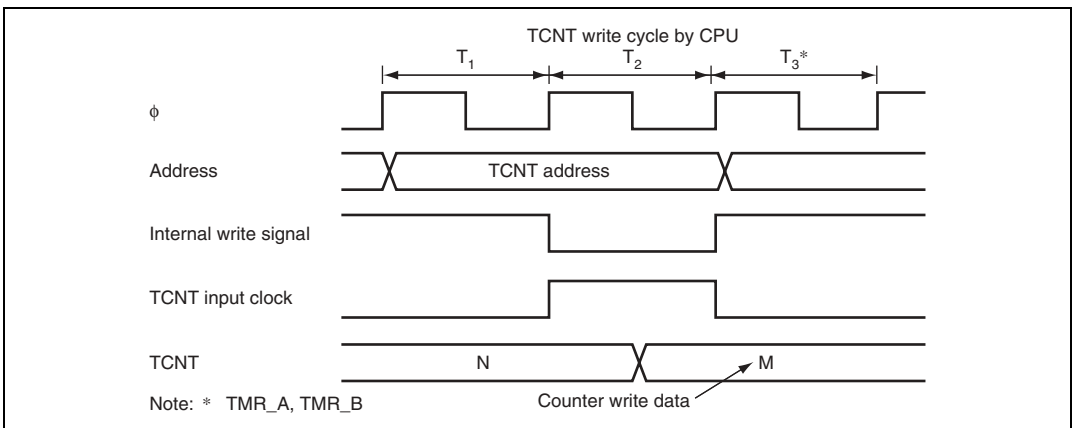 TCNT write cycle by CPU
T1 T2 T3*
ϕ
Address TCNT address
Internal write signal
TCNT input clock
TCNT N M
Note: * TMR_A, TMR_B Counter write data